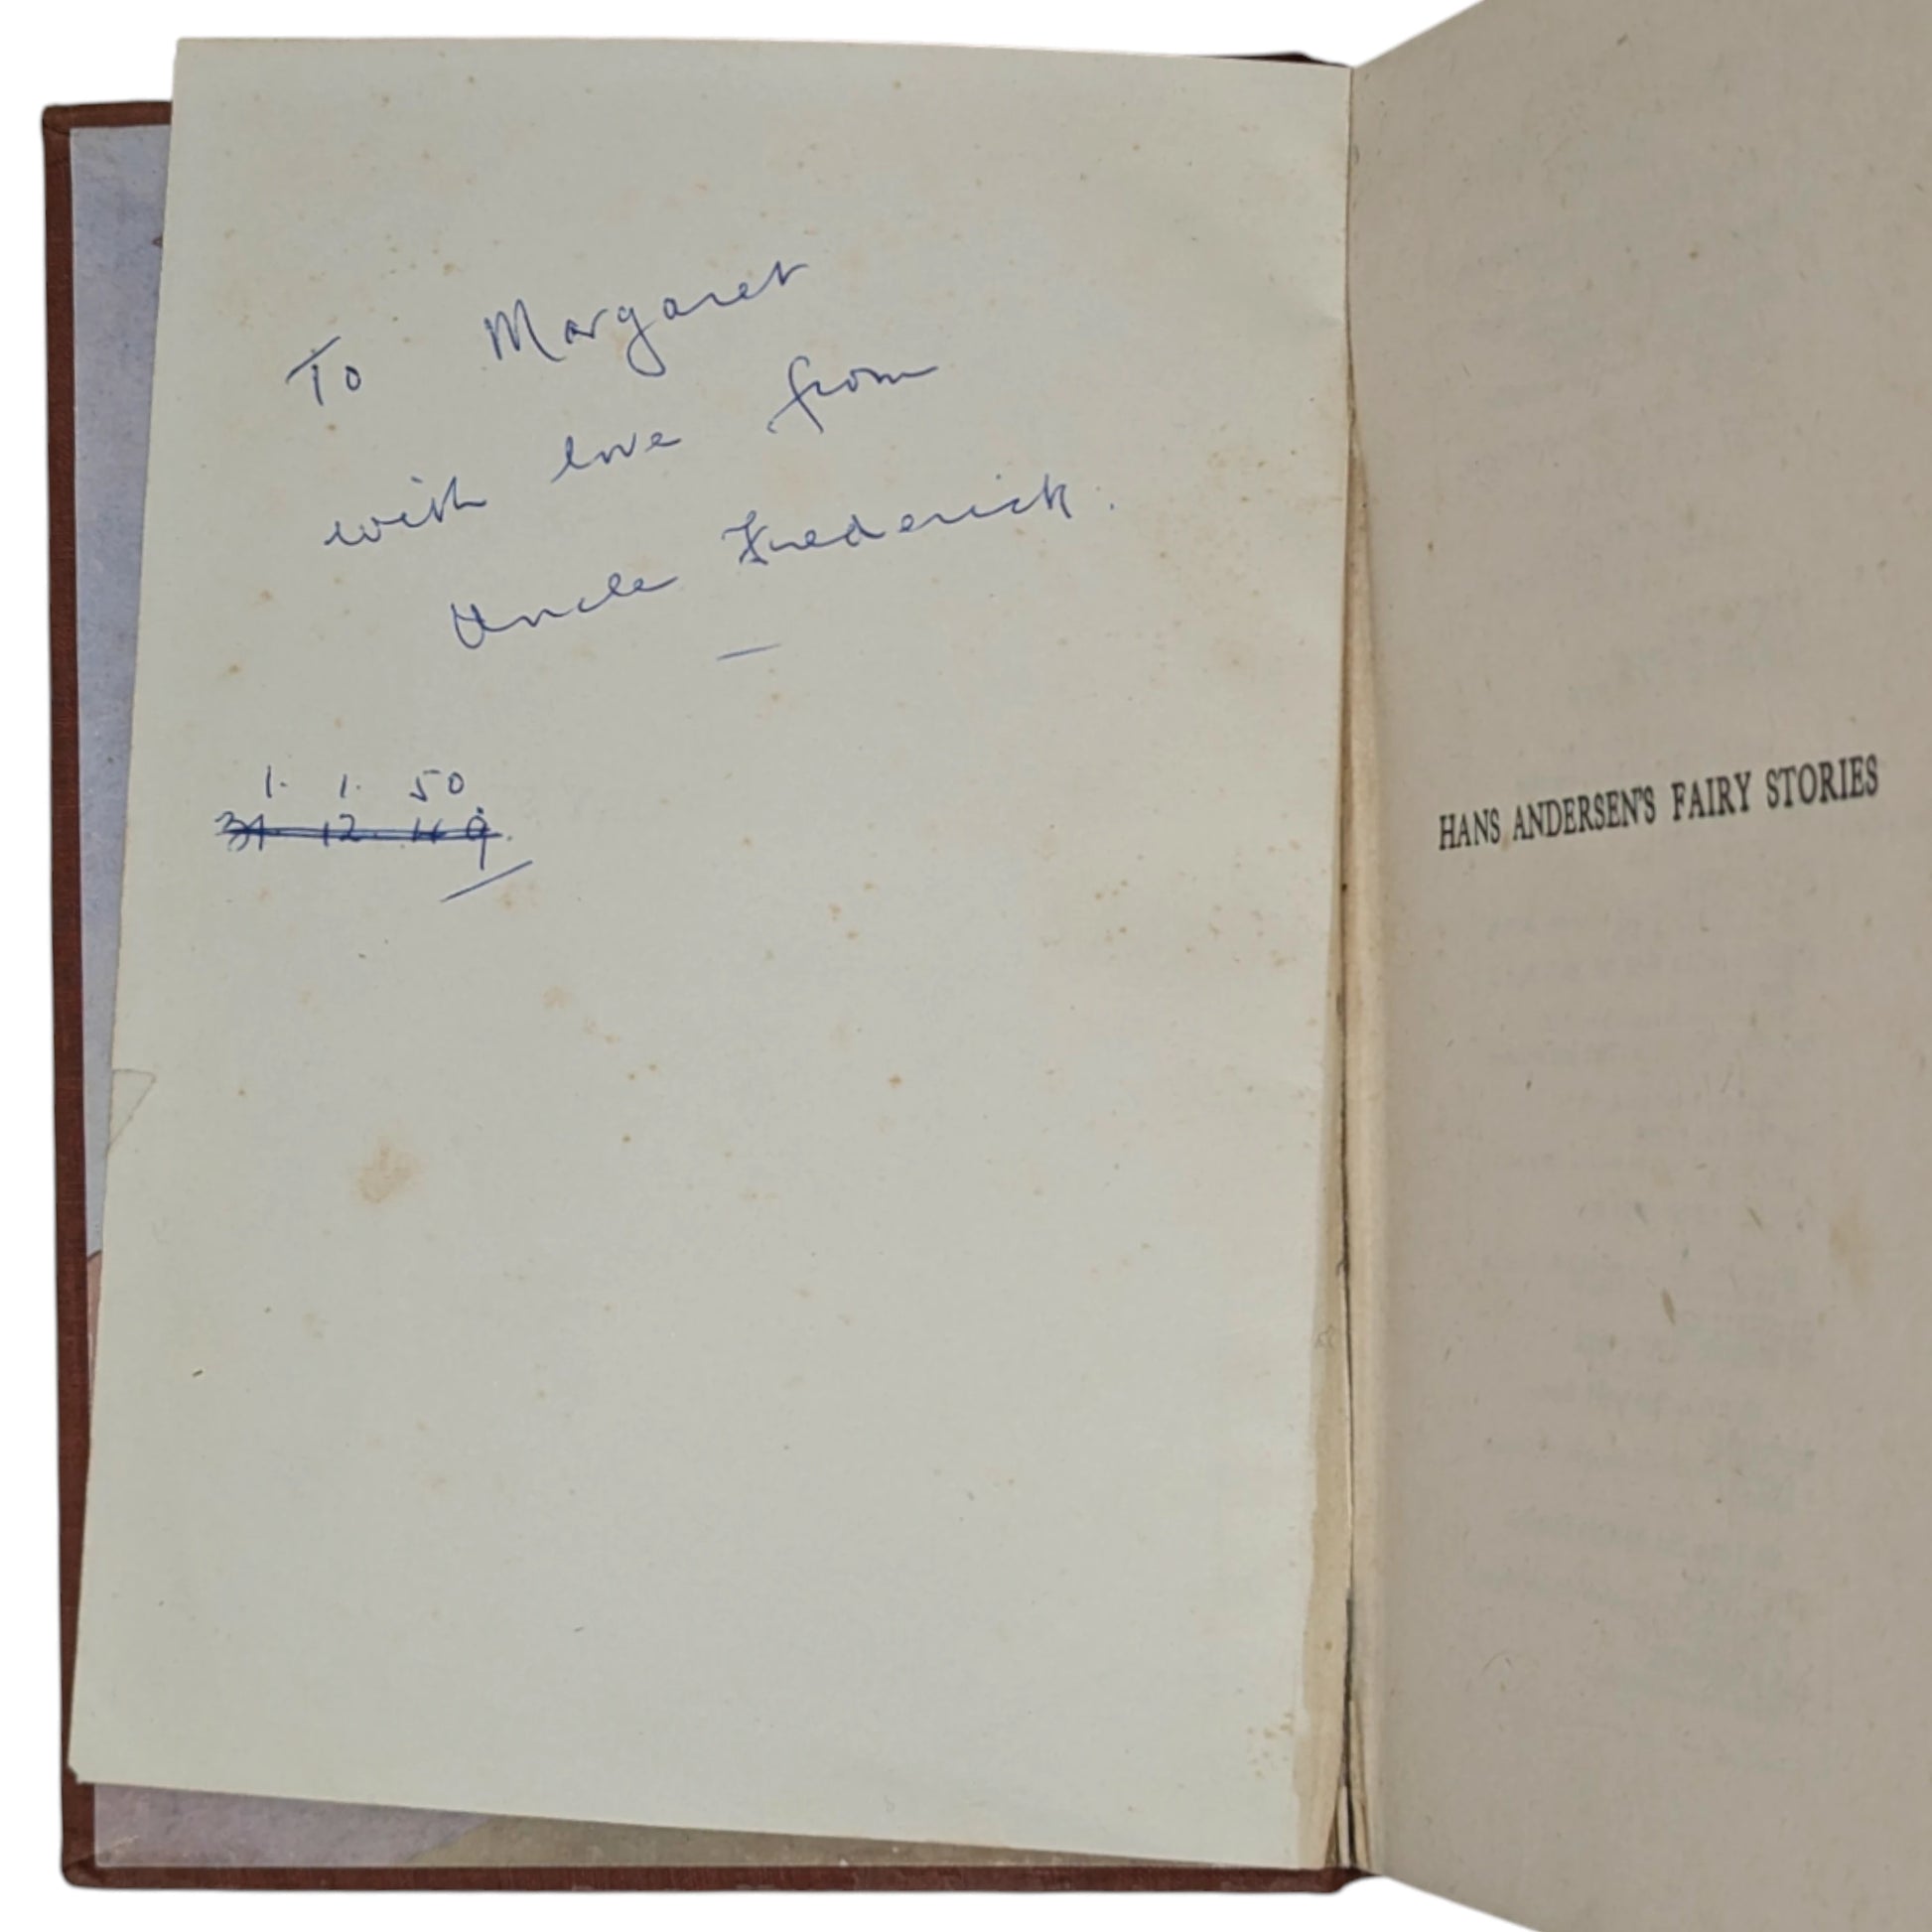 To Margaret
with love from
Uncle Frederick.
1. 1. 50
31. 12. 49.
HANS ANDERSEN'S FAIRY STORIES